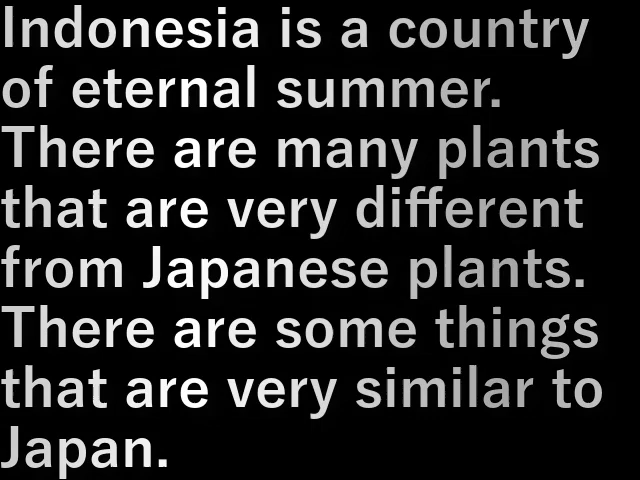 Indonesia is a country
of eternal summer.
There are many plants
that are very different
from Japanese plants.
There are some things
that are very similar to
Japan.